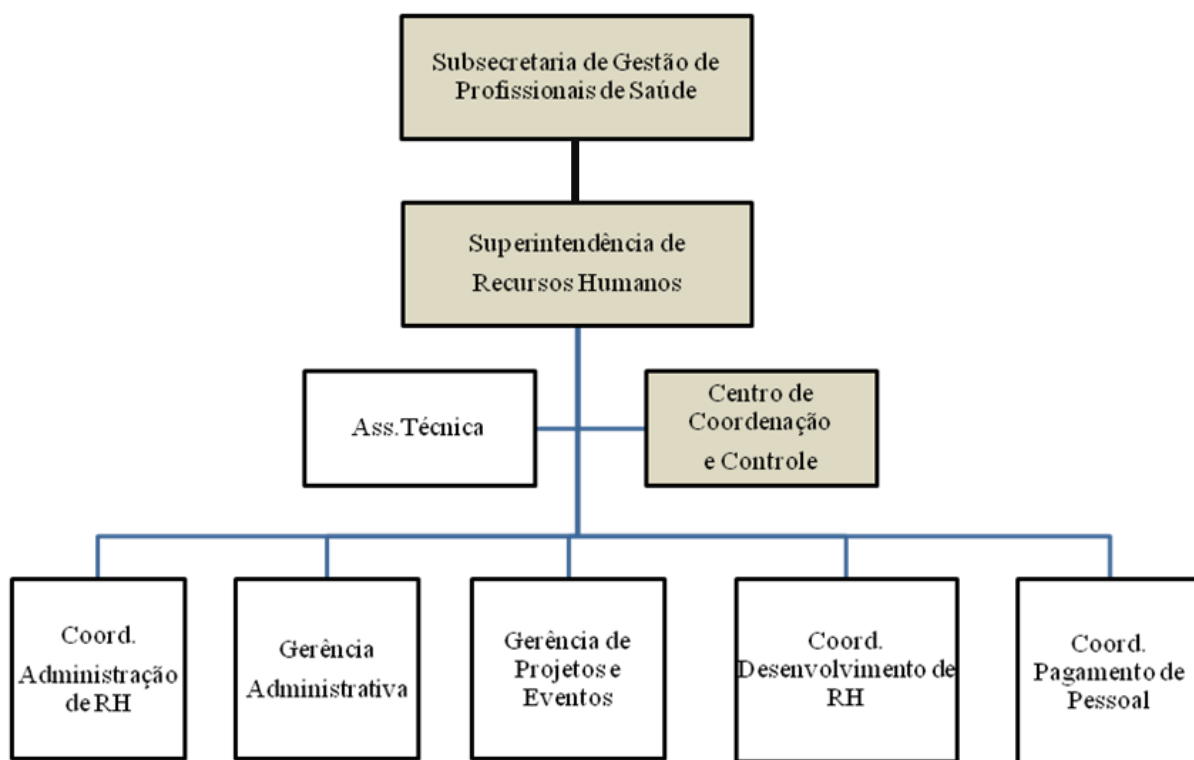 Subsecretaria de Gestão de
Profissionais de Saúde
Superintendência de
Recursos Humanos
Ass.Técnica
Centro de
Coordenação
e Controle
Coord.
Administração
de RH
Gerência
Administrativa
Gerência de
Projetos e
Eventos
Coord.
Desenvolvimento de
RH
Coord.
Pagamento de
Pessoal